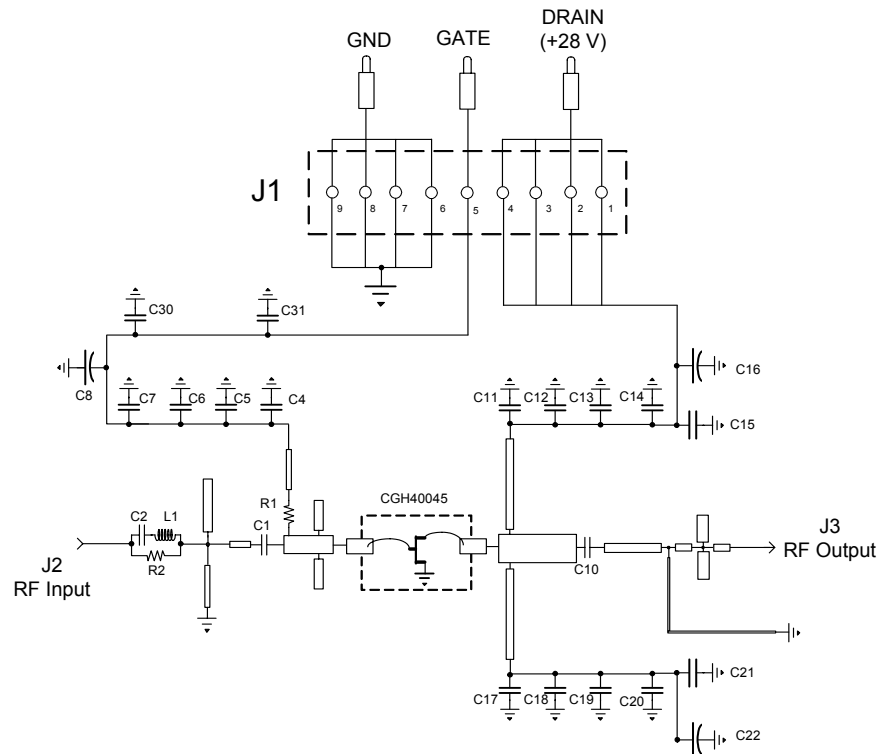 DRAIN
(+28 V)
GND
GATE
J1
9
8
7
6
5
4
3
2
1
C30
C31
C8
C16
C7
C6
C5
C4
C11
C12
C13
C14
C15
CGH40045
R1
C2
L1
C1
R2
J2
RF Input
J3
RF Output
C10
C17
C18
C19
C20
C21
C22